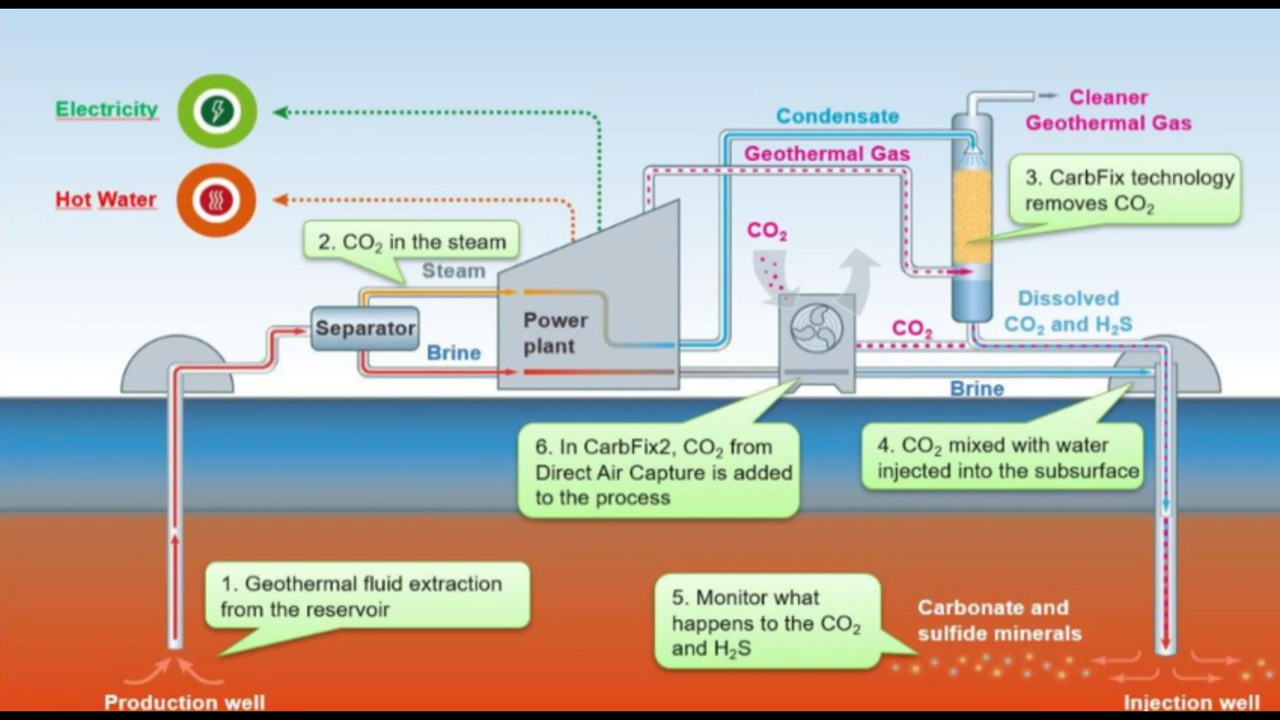 Electricity
Hot Water
2. CO₂ in the steam
Steam
Separator
Brine
Power
plant
Condensate
Geothermal Gas
CO₂
Cleaner
Geothermal Gas
3. CarbFix technology
removes CO₂
Dissolved
CO₂ and H₂S
CO₂
Brine
6. In CarbFix2, CO₂ from
Direct Air Capture is added
to the process
4. CO₂ mixed with water
injected into the subsurface
1. Geothermal fluid extraction
from the reservoir
5. Monitor what
happens to the CO₂
and H₂S
Carbonate and
sulfide minerals
Production well
Injection well